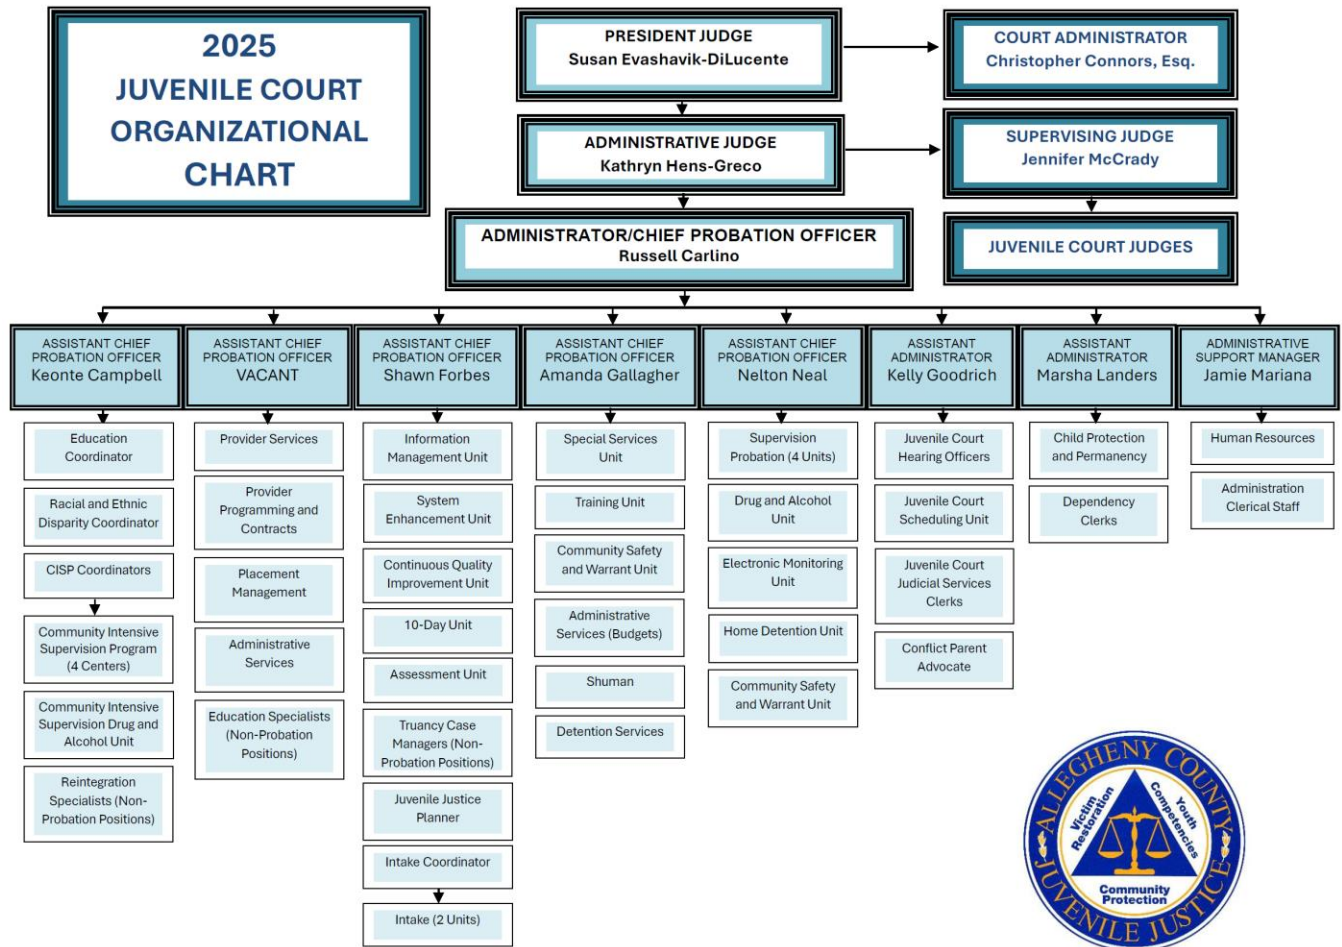 2025
JUVENILE COURT
ORGANIZATIONAL
CHART
PRESIDENT JUDGE
Susan Evashavik-DiLucente
COURT ADMINISTRATOR
Christopher Connors, Esq.
ADMINISTRATIVE JUDGE
Kathryn Hens-Greco
SUPERVISING JUDGE
Jennifer McCrady
ADMINISTRATOR/CHIEF PROBATION OFFICER
Russell Carlino
JUVENILE COURT JUDGES
ASSISTANT CHIEF
PROBATION OFFICER
Keonte Campbell
Education
Coordinator
Racial and Ethnic
Disparity Coordinator
CISP Coordinators
Community Intensive
Supervision Program
(4 Centers)
Community Intensive
Supervision Drug and
Alcohol Unit
Reintegration
Specialists (Non-
Probation Positions)
ASSISTANT CHIEF
PROBATION OFFICER
VACANT
Provider Services
Provider
Programming and
Contracts
Placement
Management
Administrative
Services
Education Specialists
(Non-Probation
Positions)
ASSISTANT CHIEF
PROBATION OFFICER
Shawn Forbes
Information
Management Unit
System
Enhancement Unit
Continuous Quality
Improvement Unit
10-Day Unit
Assessment Unit
Truancy Case
Managers (Non-
Probation Positions)
Juvenile Justice
Planner
Intake Coordinator
Intake (2 Units)
ASSISTANT CHIEF
PROBATION OFFICER
Amanda Gallagher
Special Services
Unit
Training Unit
Community Safety
and Warrant Unit
Administrative
Services (Budgets)
Shuman
Detention Services
ASSISTANT CHIEF
PROBATION OFFICER
Nelton Neal
Supervision
Probation (4 Units)
Drug and Alcohol
Unit
Electronic Monitoring
Unit
Home Detention Unit
Community Safety
and Warrant Unit
ASSISTANT
ADMINISTRATOR
Kelly Goodrich
Juvenile Court
Hearing Officers
Juvenile Court
Scheduling Unit
Juvenile Court
Judicial Services
Clerks
Conflict Parent
Advocate
ASSISTANT
ADMINISTRATOR
Marsha Landers
Child Protection
and Permanency
Dependency
Clerks
ADMINISTRATIVE
SUPPORT MANAGER
Jamie Mariana
Human Resources
Administration
Clerical Staff
ALLEGHENY COUNTY
Victim
Restoration
Youth
Competencies
Community
Protection
JUVENILE JUSTICE